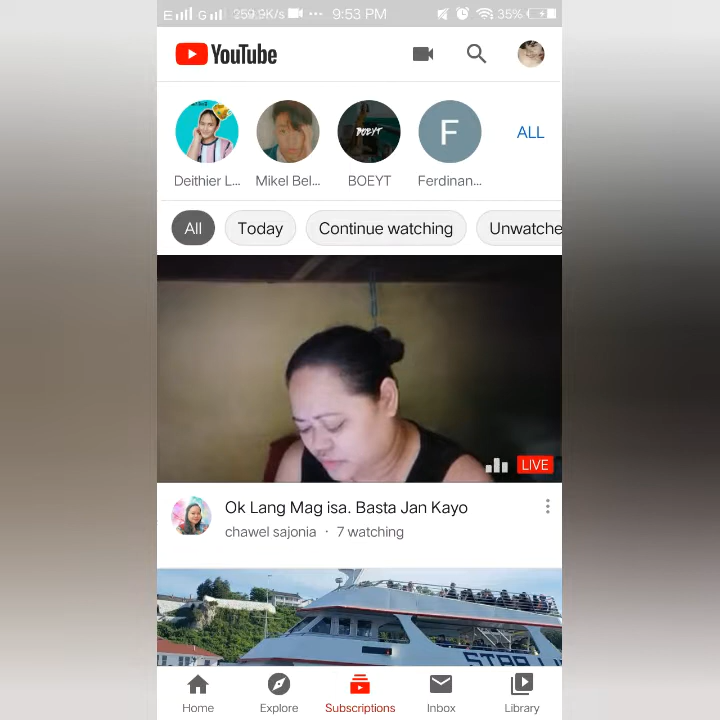 9:53 PM 35%
YouTube
BOEYT
F
ALL
Deithier L... Mikel Bel... BOEYT Ferdinan...
All Today Continue watching Unwatche
LIVE
Ok Lang Mag isa. Basta Jan Kayo
chawel sajonia · 7 watching
Home Explore Subscriptions Inbox Library